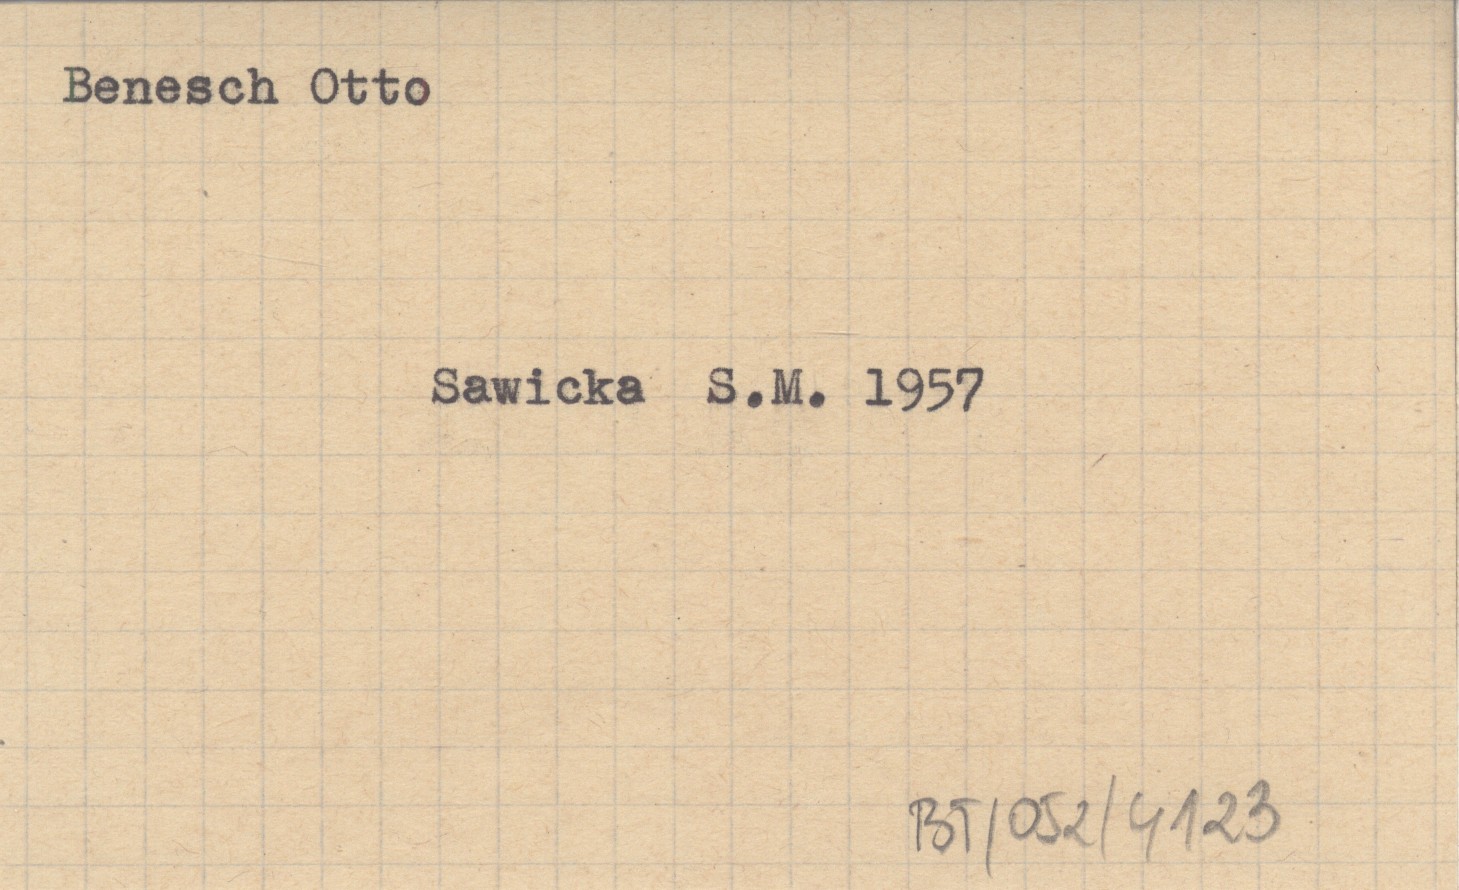 Benesch Otto
Sawicka S.M. 1957
BT/052/4123